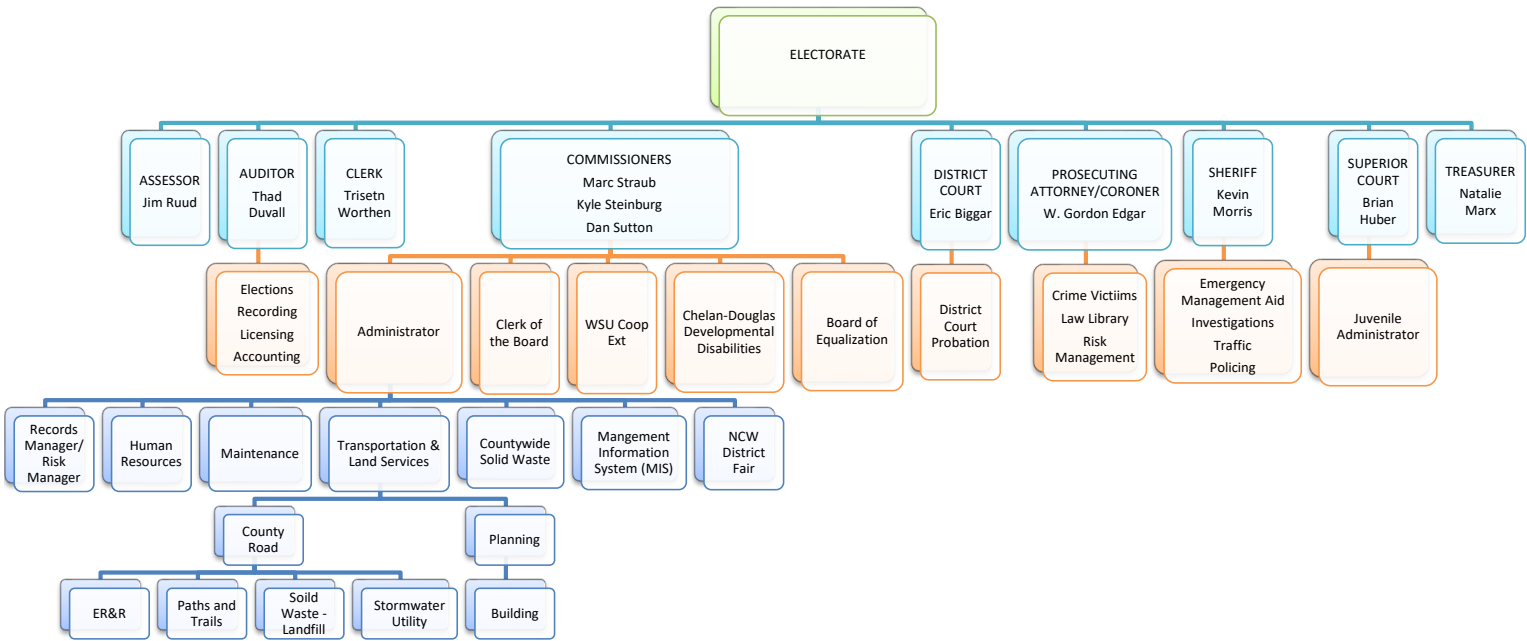 ELECTORATE
ASSESSOR
Jim Ruud
AUDITOR
Thad
Duvall
CLERK
Trisetn
Worthen
COMMISSIONERS
Marc Straub
Kyle Steinburg
Dan Sutton
DISTRICT
COURT
Eric Biggar
PROSECUTING
ATTORNEY/CORONER
W. Gordon Edgar
SHERIFF
Kevin
Morris
SUPERIOR
COURT
Brian
Huber
TREASURER
Natalie
Marx
Elections
Recording
Licensing
Accounting
Administrator
Clerk of
the Board
WSU Coop
Ext
Chelan-Douglas
Developmental
Disabilities
Board of
Equalization
District
Court
Probation
Crime Victiims
Law Library
Risk
Management
Emergency
Management Aid
Investigations
Traffic
Policing
Juvenile
Administrator
Records
Manager/
Risk
Manager
Human
Resources
Maintenance
Transportation &
Land Services
Countywide
Solid Waste
Mangement
Information
System (MIS)
NCW
District
Fair
County
Road
Planning
ER&R
Paths and
Trails
Soild
Waste -
Landfill
Stormwater
Utility
Building